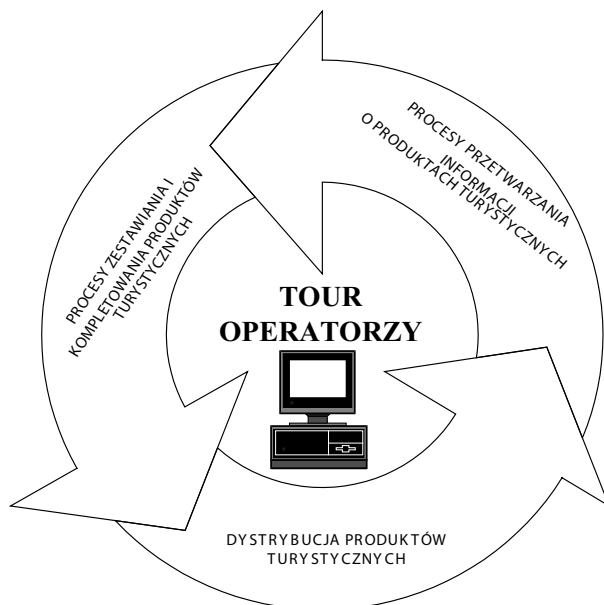 PROCESY ZESTAWIANIA I
KOMPLETOWANIA PRODUKTÓW
TURYSTYCZNYCH
PROCESY PRZETWARZANIA
INFORMACJI
O PRODUKTACH TURYSTYCZNYCH
TOUR
OPERATORZY
DYSTRYBUCJA PRODUKTÓW
TURYSTYCZNYCH